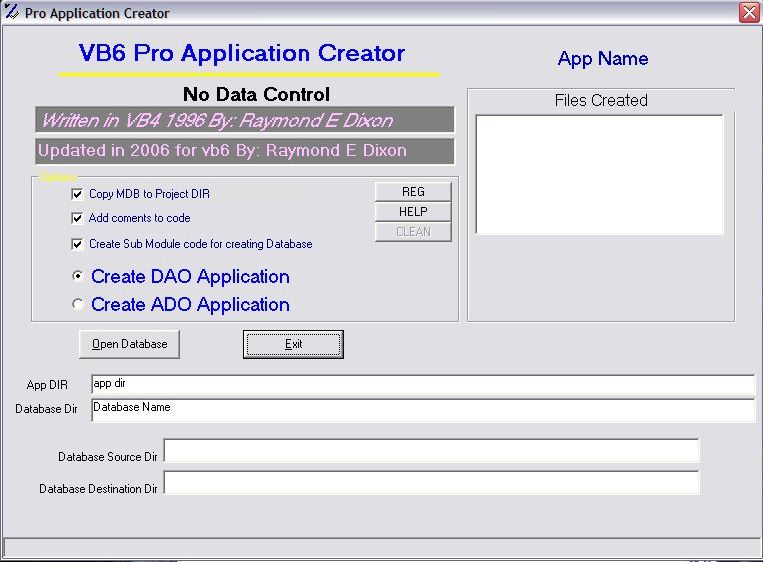 Pro Application Creator
VB6 Pro Application Creator
App Name
No Data Control
Written in VB4 1996 By: Raymond E Dixon
Updated in 2006 for vb6 By: Raymond E Dixon
Files Created
Options
Copy MDB to Project DIR
Add coments to code
Create Sub Module code for creating Database
REG
HELP
CLEAN
Create DAO Application
Create ADO Application
Open Database
Exit
App DIR
app dir
Database Dir
Database Name
Database Source Dir
Database Destination Dir